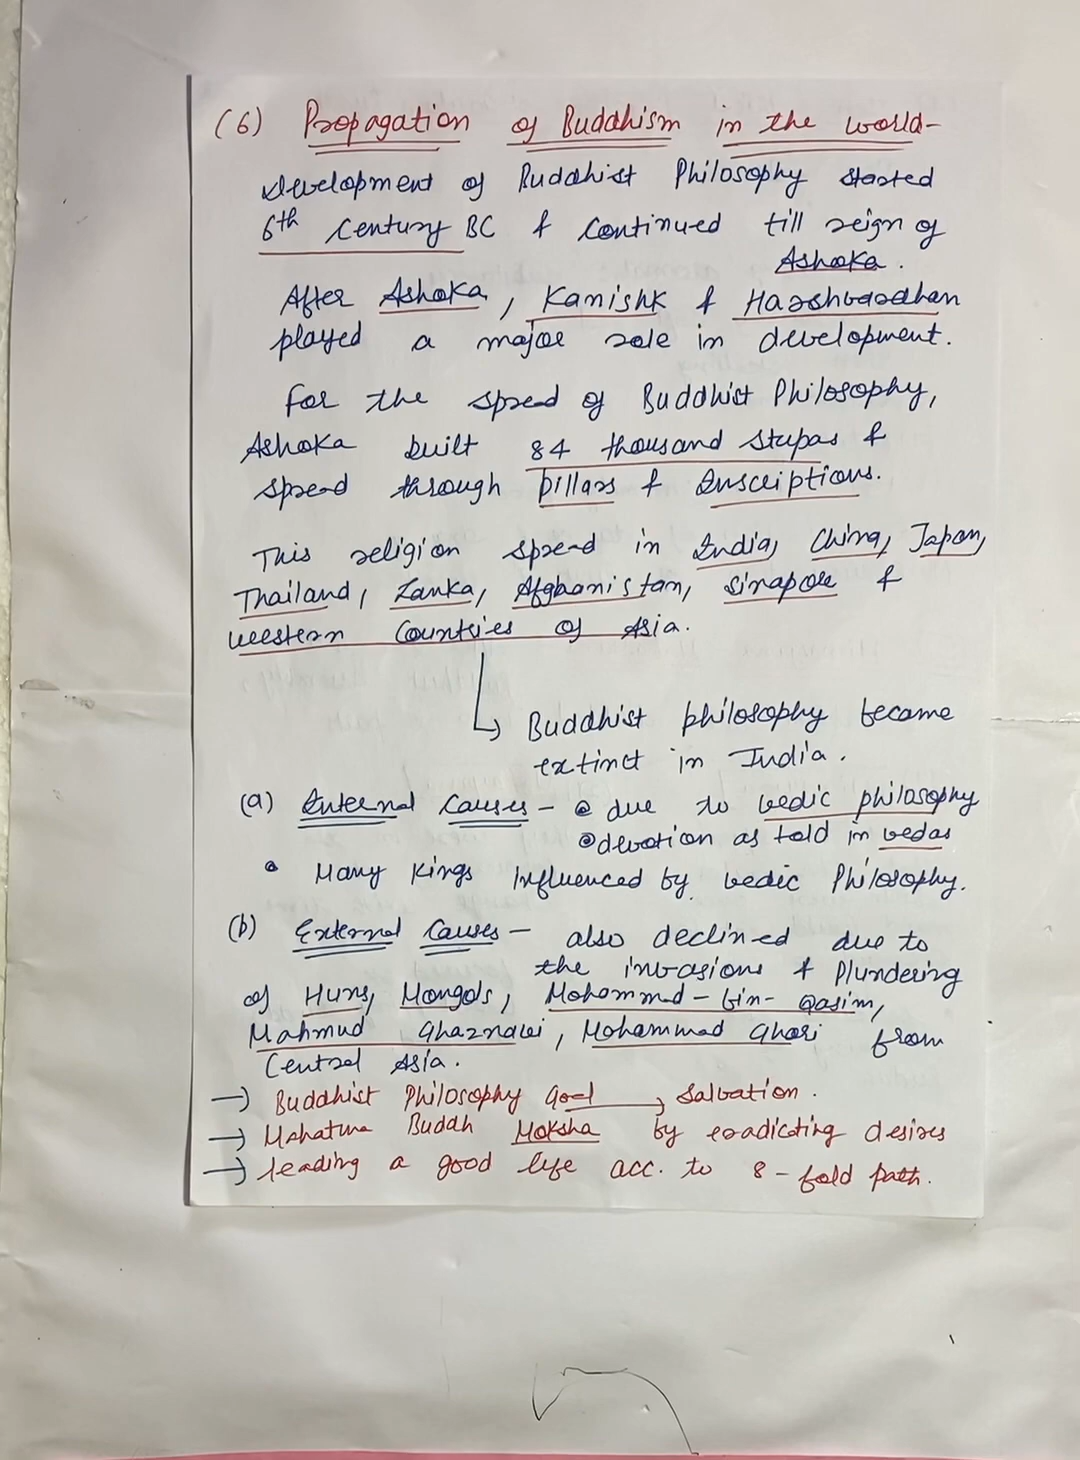 (6) Propagation of Buddhism in the world-
Development of Buddhist Philosophy started
6th Century BC & Continued till reign of
Ashoka.
After Ashoka, Kanishk & Harshvardhan
played a major role in development.
For the spread of Buddhist Philosophy,
Ashoka built 84 thousand Stupas &
spread through pillars & Inscriptions.
This religion spread in India, China, Japan,
Thailand, Lanka, Afghanistan, Sinapore &
western Countries of Asia.
Buddhist philosophy became
extinct in India.
(a) Internal Causes - due to vedic philosophy
devotion as told in vedas
• Many Kings Influenced by vedic Philosophy.
(b) External Causes - also declined due to
the invasions & Plundering
of Huns, Mongols, Mohammad-bin-Qasim,
Mahmud Ghaznavi, Mohammad Ghori from
Central Asia.
→ Buddhist Philosophy Goal → Salvation.
→ Mahatma Buddh Moksha by eradicating desires
→ leading a good life acc. to 8-fold path.